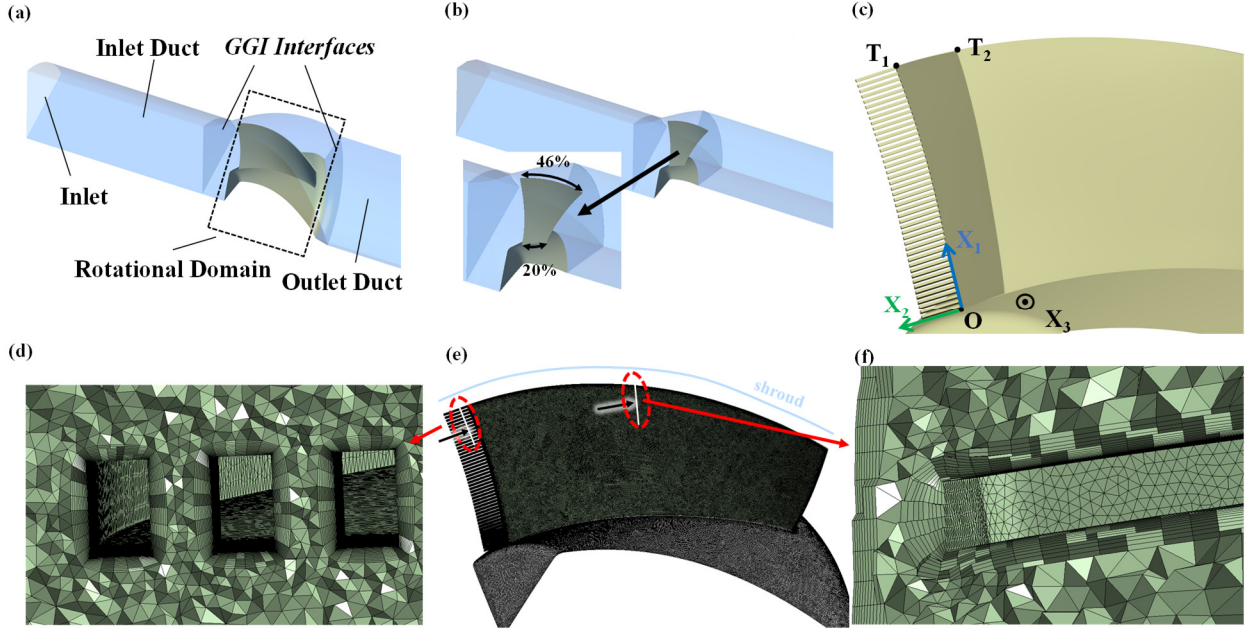 (a)
Inlet Duct
GGI Interfaces
Inlet
Rotational Domain
Outlet Duct
(b)
46%
20%
(c)
T1
T2
X1
X2
O
X3
(d)
(e)
shroud
(f)